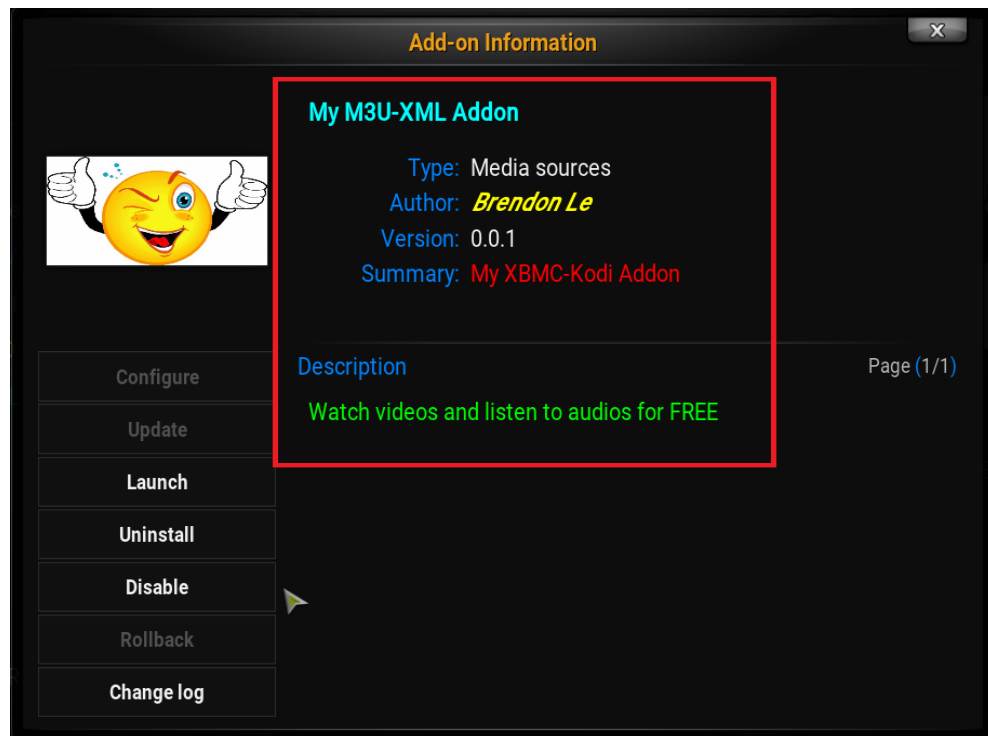 Add-on Information
x
My M3U-XML Addon
Type: Media sources
Author: Brendon Le
Version: 0.0.1
Summary: My XBMC-Kodi Addon
Description
Page (1/1)
Watch videos and listen to audios for FREE
Configure
Update
Launch
Uninstall
Disable
Rollback
Change log